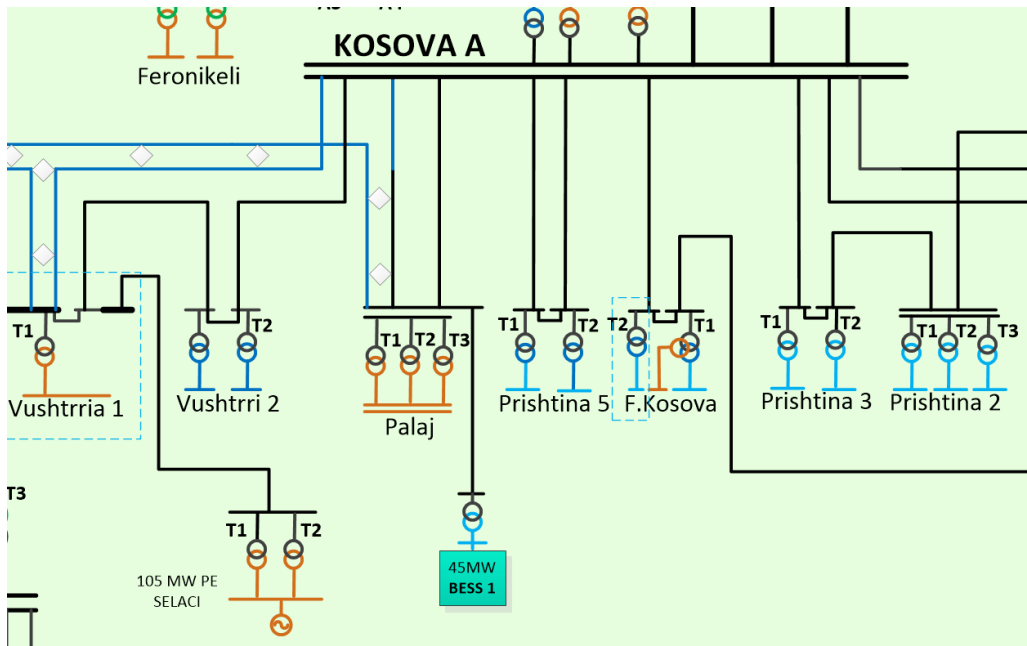 KOSOVA A
Feronikeli
T1
Vushtrria 1
T2
Vushtrri 2
T1
T2
T3
Palaj
T1
T2
Prishtina 5
T2
T1
F.Kosova
T1
T2
Prishtina 3
T1
T2
T3
Prishtina 2
T3
T1
T2
105 MW PE
SELACI
45MW
BESS 1